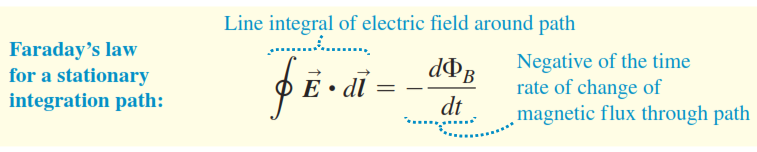 Line integral of electric field around path
Faraday’s law
for a stationary
integration path:
∮ E⃗ • dl⃗ = − dΦB/dt
Negative of the time
rate of change of
magnetic flux through path